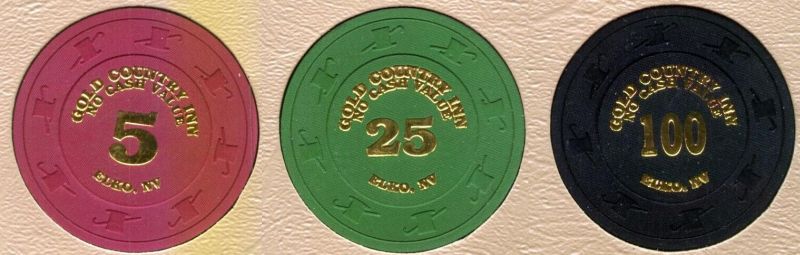 GOLD COUNTRY INN
NO CASH VALUE
5
ELKO, NV
GOLD COUNTRY INN
NO CASH VALUE
25
ELKO, NV
GOLD COUNTRY INN
NO CASH VALUE
100
ELKO, NV